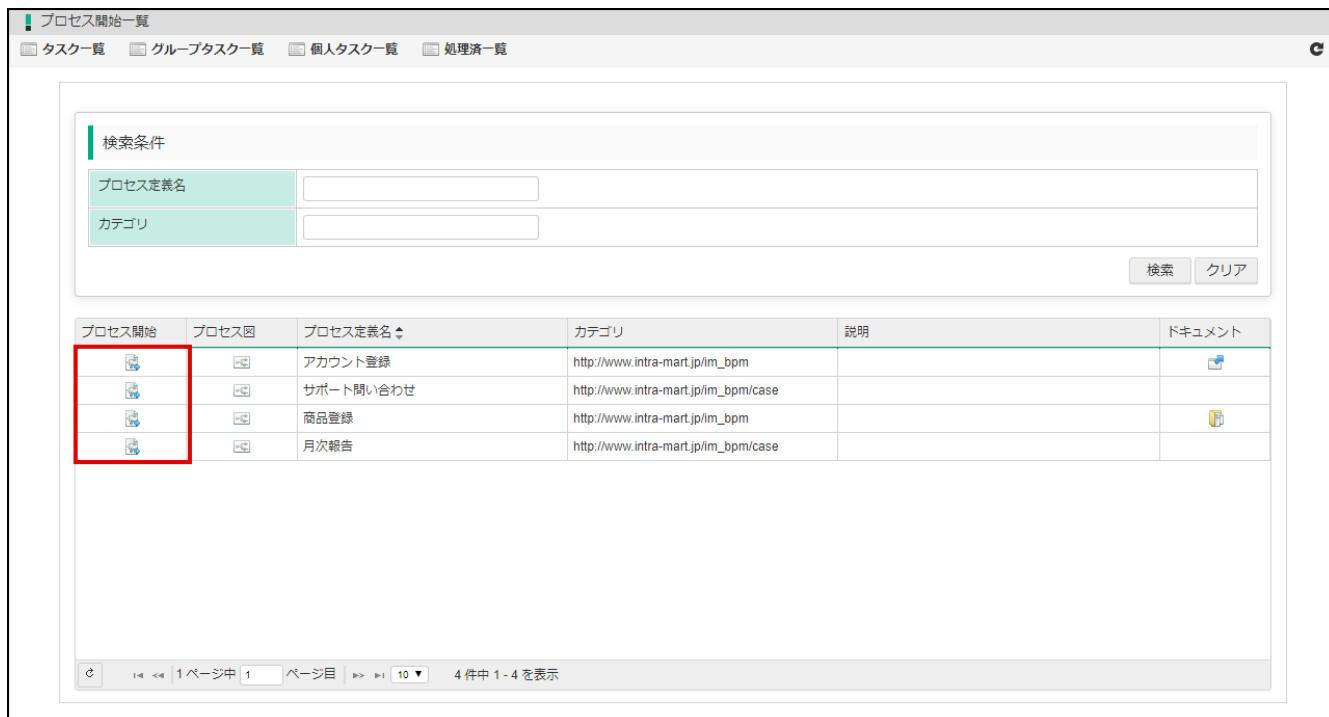 プロセス開始一覧
タスク一覧 グループタスク一覧 個人タスク一覧 処理済一覧
検索条件
プロセス定義名
カテゴリ
検索 クリア
プロセス開始 プロセス図 プロセス定義名 カテゴリ 説明 ドキュメント
アカウント登録 http://www.intra-mart.jp/im_bpm
サポート問い合わせ http://www.intra-mart.jp/im_bpm/case
商品登録 http://www.intra-mart.jp/im_bpm
月次報告 http://www.intra-mart.jp/im_bpm/case
1 ページ中 1 ページ目 10 4 件中 1 - 4 を表示